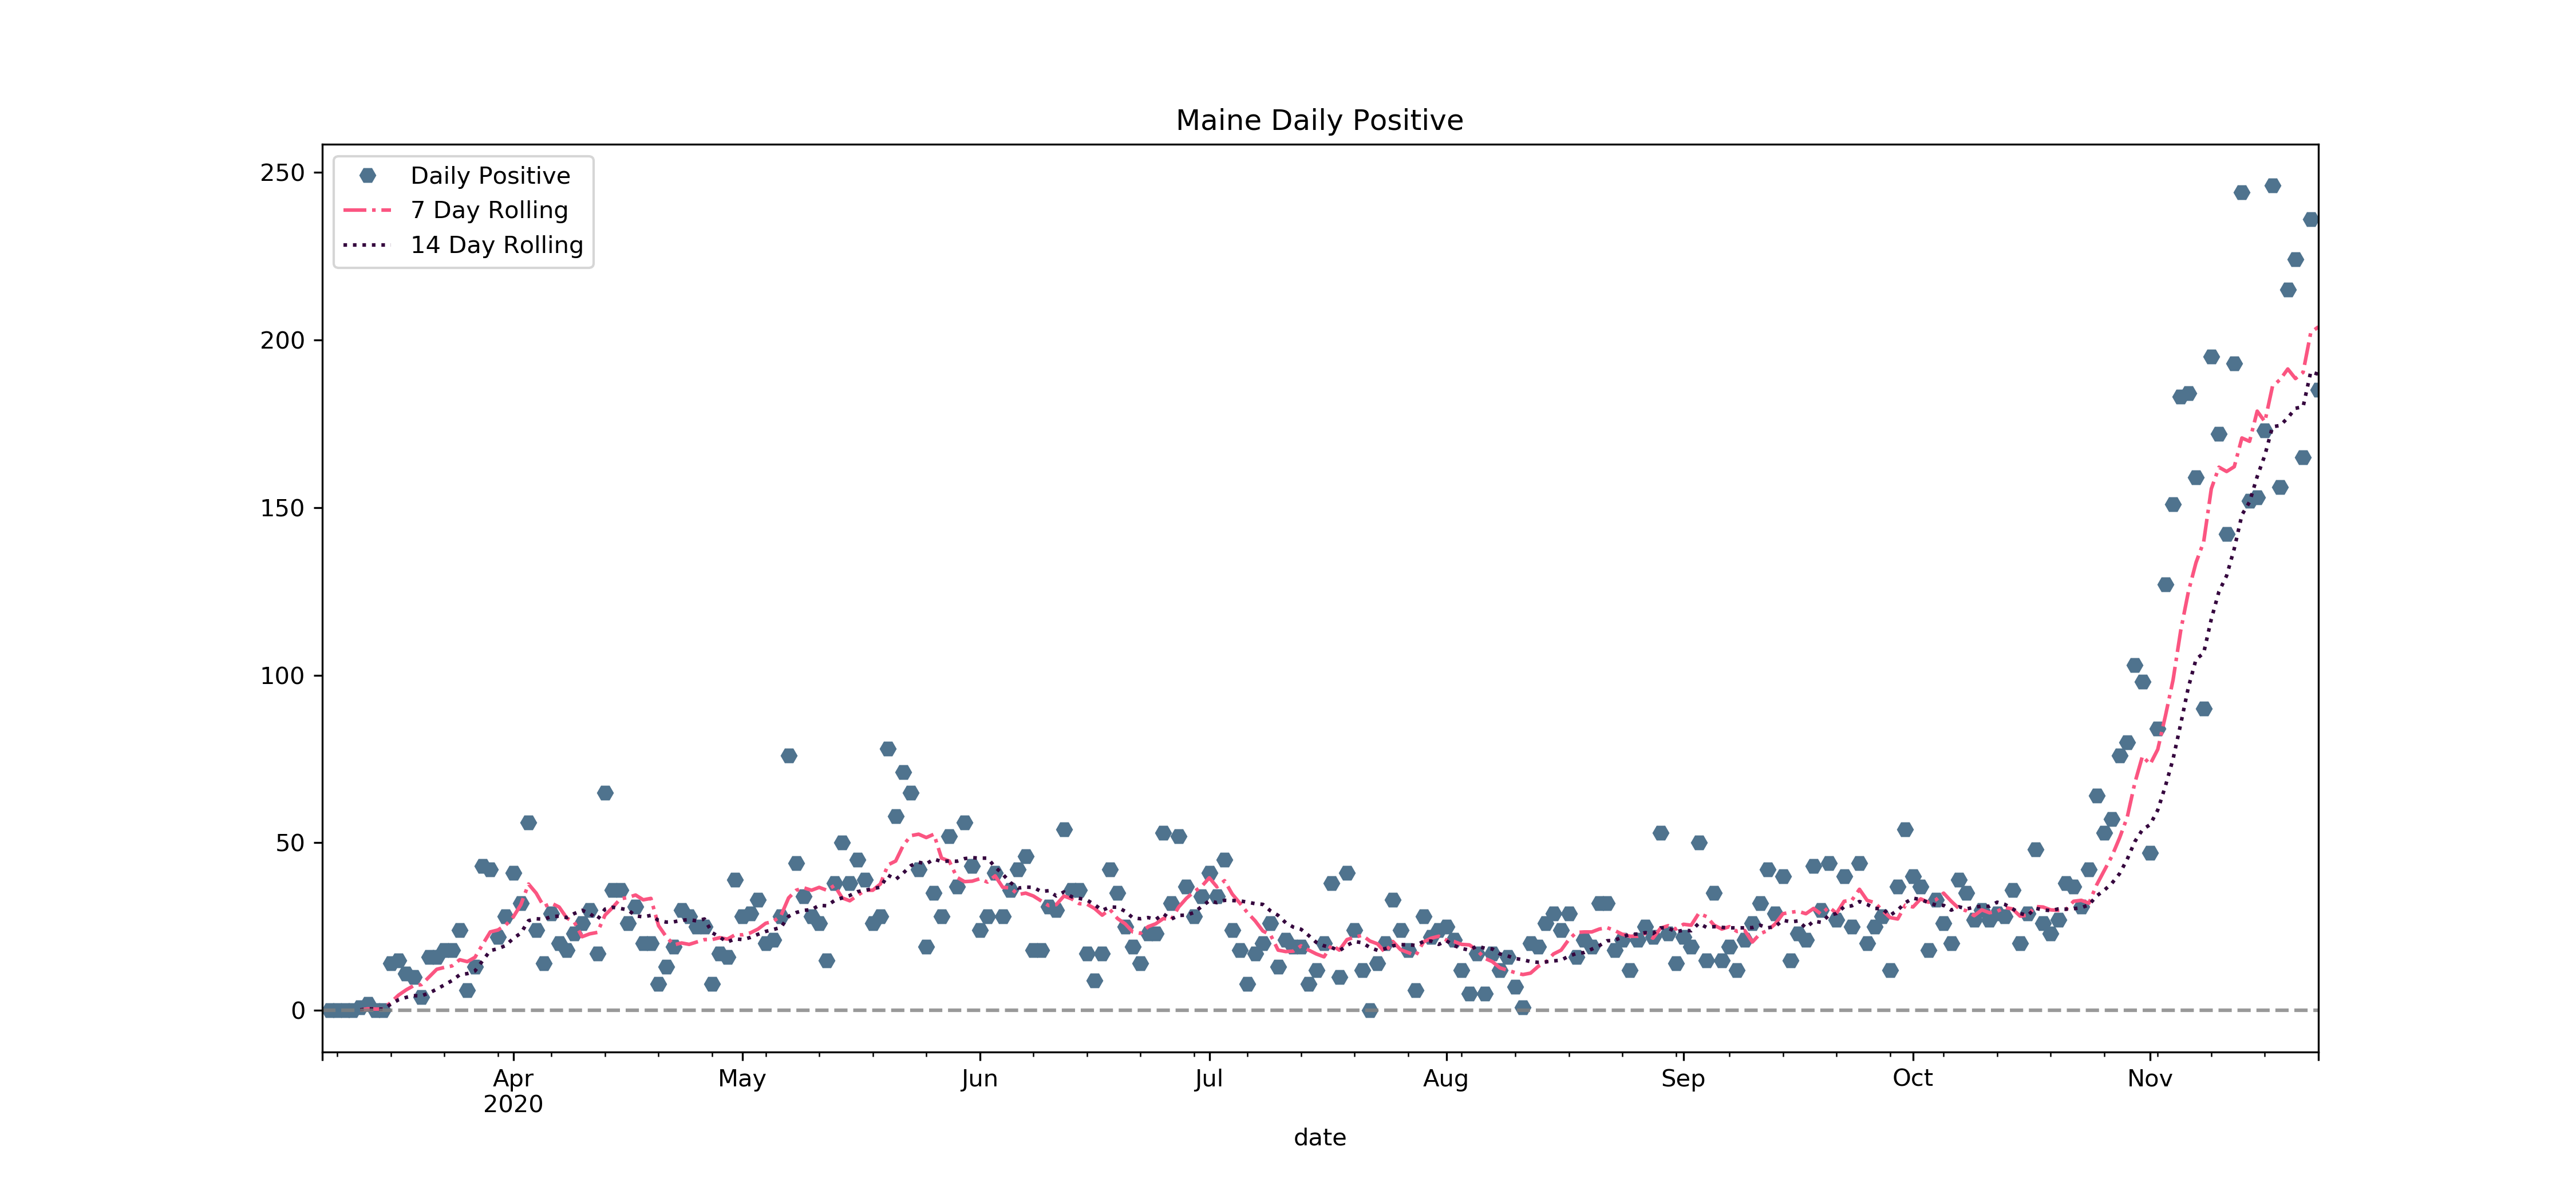 Maine Daily Positive
250
200
150
100
50
0
Daily Positive
7 Day Rolling
14 Day Rolling
Apr May Jun Jul Aug Sep Oct Nov
2020
date